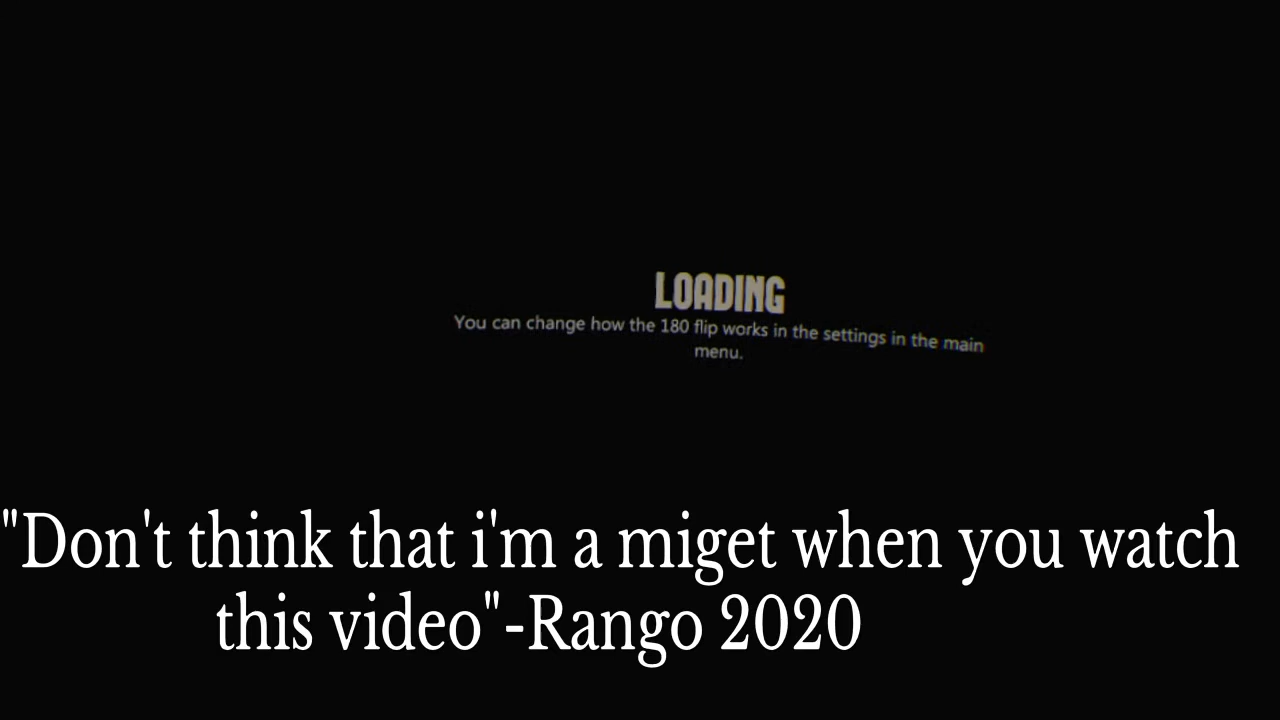 LOADING
You can change how the 180 flip works in the settings in the main
menu.
"Don't think that i'm a miget when you watch
this video"-Rango 2020